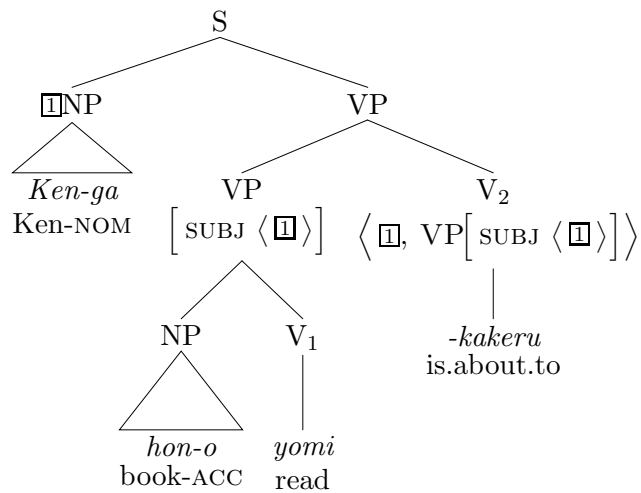 S
1NP VP
Ken-ga VP V₂
Ken-NOM [ SUBJ ⟨ 1 ⟩] ⟨ 1, VP[ SUBJ ⟨ 1 ⟩]⟩
NP V₁ -kakeru
is.about.to
hon-o yomi
book-ACC read